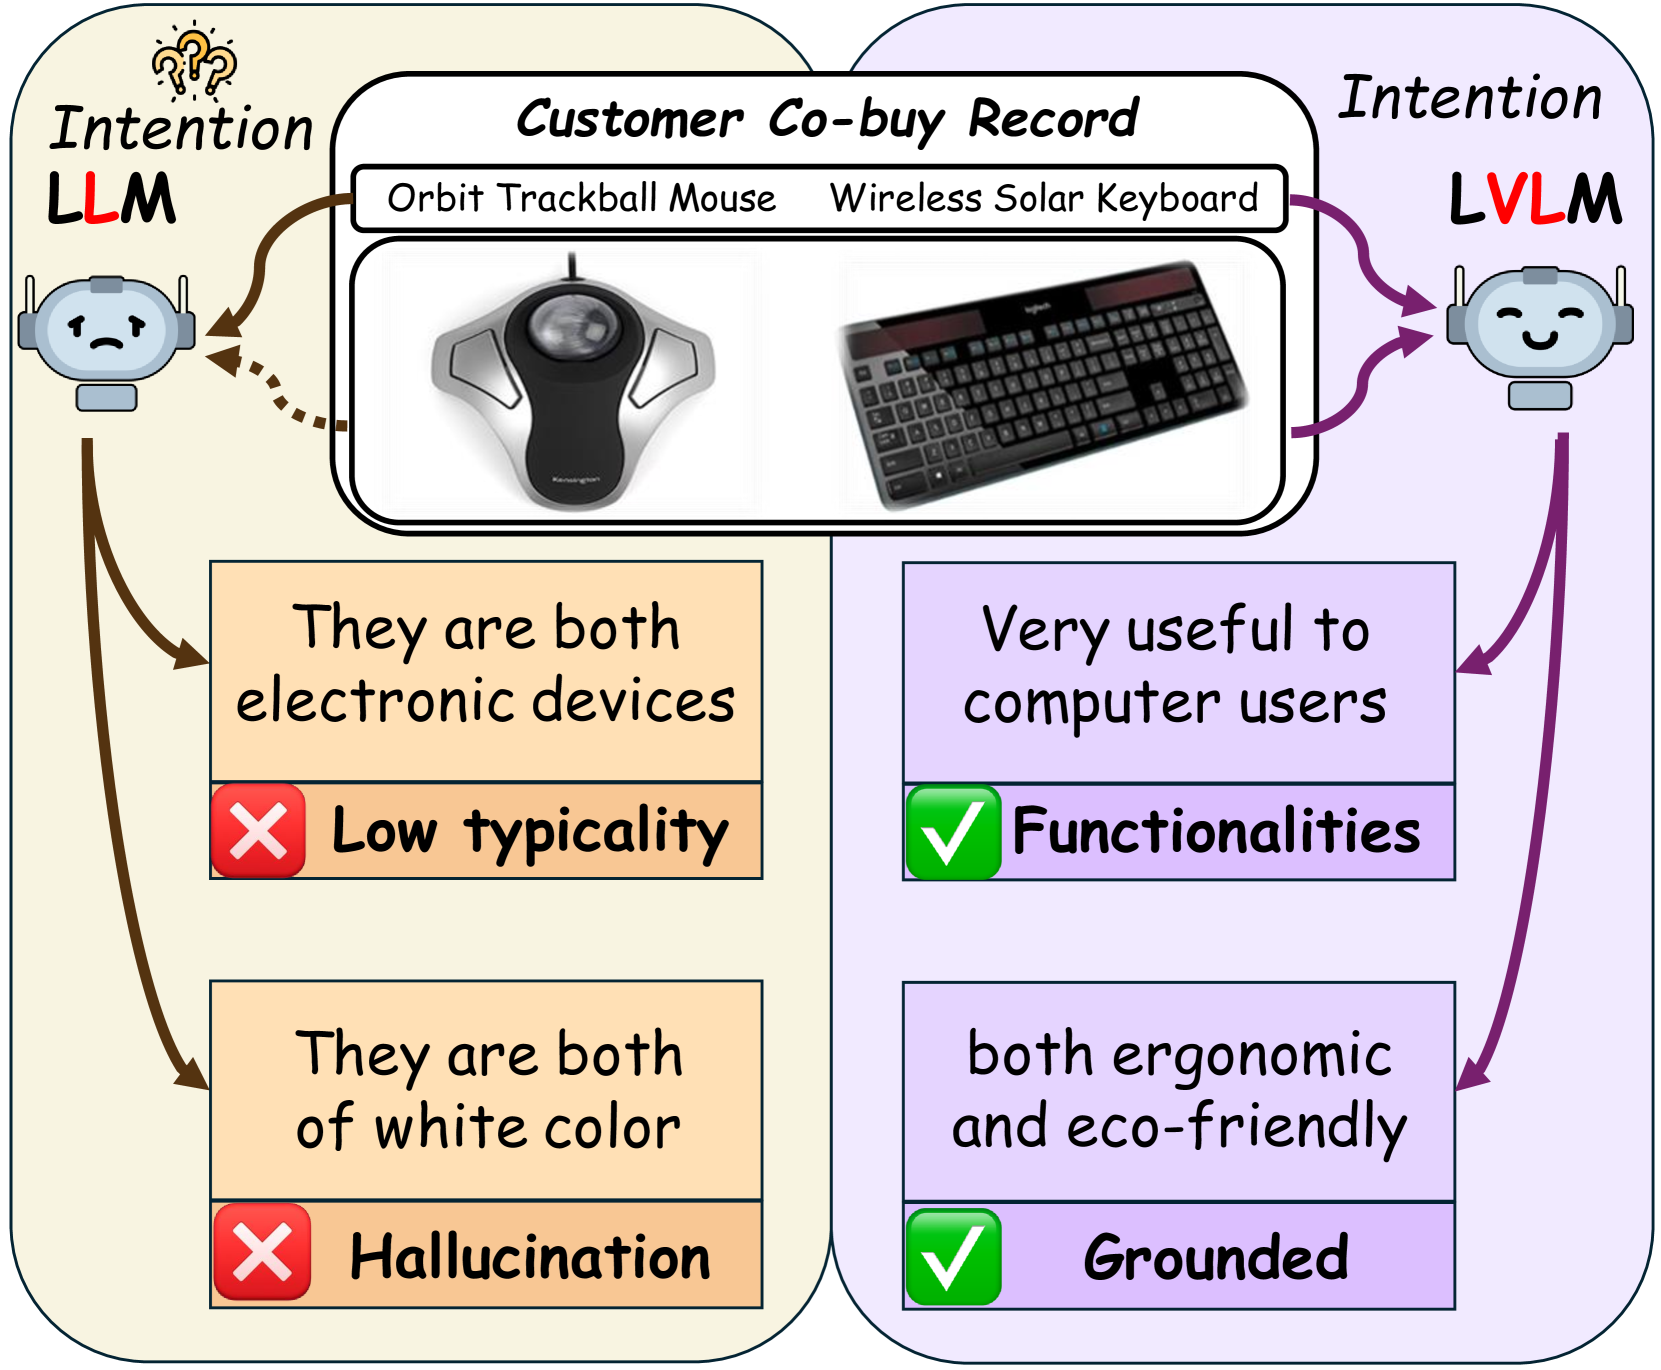 Intention
LLM
Customer Co-buy Record
Orbit Trackball Mouse Wireless Solar Keyboard
Kensington
logitech
Intention
LVLM
They are both
electronic devices
Low typicality
They are both
of white color
Hallucination
Very useful to
computer users
Functionalities
both ergonomic
and eco-friendly
Grounded